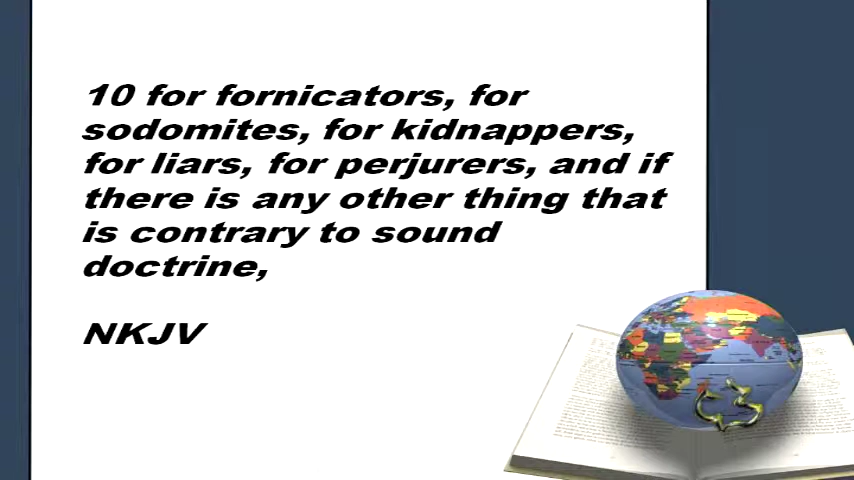 10 for fornicators, for
sodomites, for kidnappers,
for liars, for perjurers, and if
there is any other thing that
is contrary to sound
doctrine,
NKJV